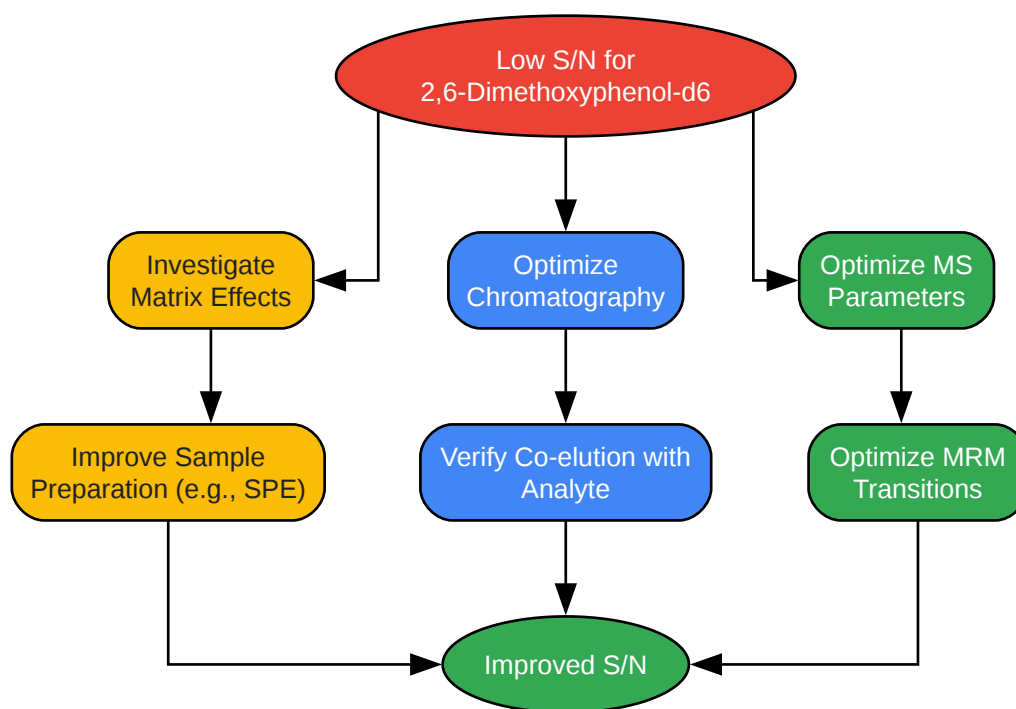 Low S/N for
2,6-Dimethoxyphenol-d6
Investigate
Matrix Effects
Optimize
Chromatography
Optimize MS
Parameters
Improve Sample
Preparation (e.g., SPE)
Verify Co-elution with
Analyte
Optimize MRM
Transitions
Improved S/N